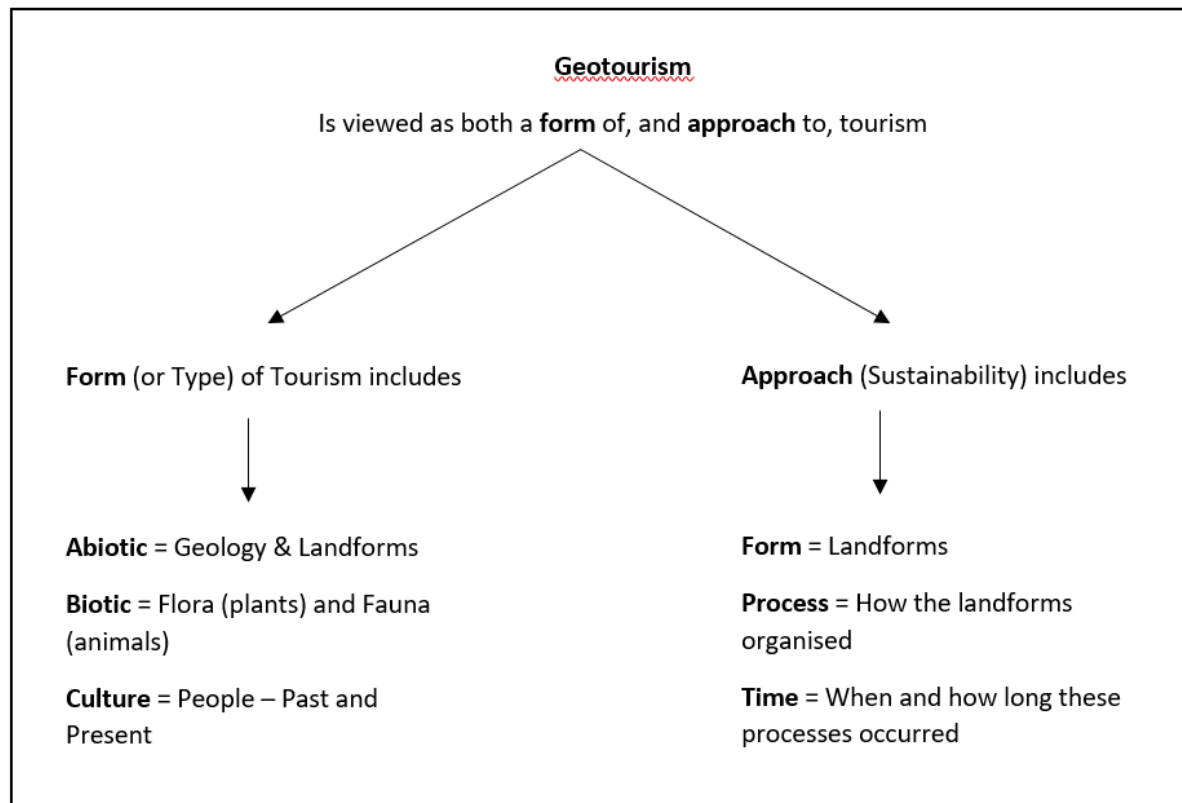 Geotourism
Is viewed as both a form of, and approach to, tourism
Form (or Type) of Tourism includes
Abiotic = Geology & Landforms
Biotic = Flora (plants) and Fauna
(animals)
Culture = People – Past and
Present
Approach (Sustainability) includes
Form = Landforms
Process = How the landforms
organised
Time = When and how long these
processes occurred